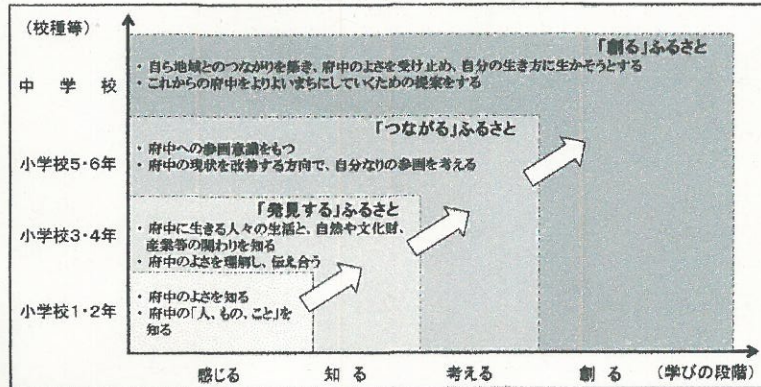 (校種等)
「創る」ふるさと
・自ら地域とのつながりを築き、府中のよさを受け止め、自分の生き方に生かそうとする
中学校
・これからの府中をよりよいまちにしていくための提案をする
「つながる」ふるさと
・府中への参画意識をもつ
小学校5・6年
・府中の現状を改善する方向で、自分なりの参画を考える
「発見する」ふるさと
・府中に生きる人々の生活と、自然や文化財、
小学校3・4年
産業等の関わりを知る
・府中のよさを理解し、伝え合う
・府中のよさを知る
小学校1・2年
・府中の「人、もの、こと」を
知る
感じる 知る 考える 創る (学びの段階)